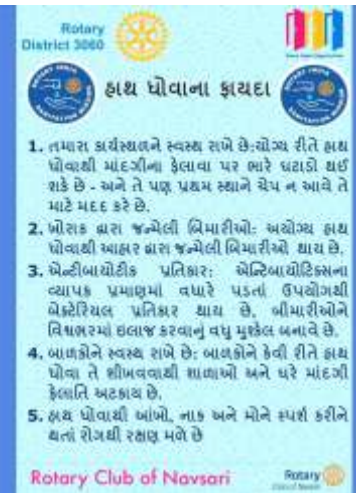 Rotary
District 3060
હાથ ધોવાના ફાયદા
1. તમારા કાર્યસ્થળને સ્વસ્થ રાખે છે:યોગ્ય રીતે હાથ
ધોવાથી માંદગીના ફેલાવા પર ભારે ઘટાડો થઈ
શકે છે - અને તે પણ પ્રથમ સ્થાને ચેપ ન આવે તે
માટે મદદ કરે છે.
2. ખોરાક દ્વારા જન્મેલી બિમારીઓ: અયોગ્ય હાથ
ધોવાથી આહાર દ્વારા જન્મેલી બિમારીઓ થાય છે.
3. એન્ટીબાયોટીક પ્રતિકાર: એન્ટિબાયોટિક્સના
વ્યાપક પ્રમાણમાં વધારે પડતાં ઉપયોગથી
બેક્ટેરિયલ પ્રતિકાર થાય છે, બીમારીઓને
વિશ્વભરમાં ઇલાજ કરવાનું વધુ મુશ્કેલ બનાવે છે.
4. બાળકોને સ્વસ્થ રાખે છે: બાળકોને કેવી રીતે હાથ
ધોવા તે શીખવવાથી શાળાઓ અને ઘરે માંદગી
ફેલાતિ અટકાય છે.
5. હાથ ધોવાથી આંખો, નાક અને મોને સ્પર્શ કરીને
થતાં રોગથી રક્ષણ મળે છે
Rotary Club of Navsari
Rotary